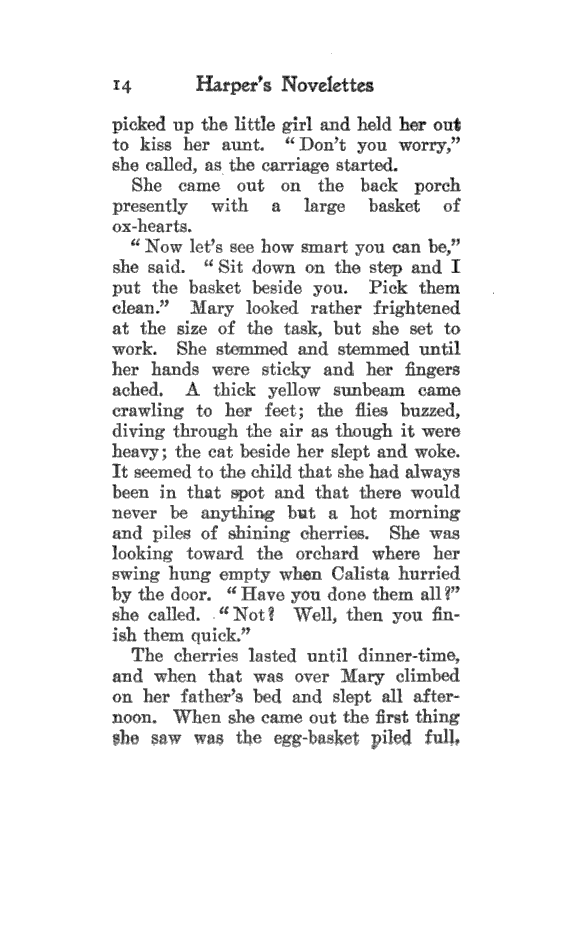 14 Harper's Novelettes
picked up the little girl and held her out
to kiss her aunt. "Don't you worry,"
she called, as the carriage started.
She came out on the back porch
presently with a large basket of
ox-hearts.
"Now let's see how smart you can be,"
she said. "Sit down on the step and I
put the basket beside you. Pick them
clean." Mary looked rather frightened
at the size of the task, but she set to
work. She stemmed and stemmed until
her hands were sticky and her fingers
ached. A thick yellow sunbeam came
crawling to her feet; the flies buzzed,
diving through the air as though it were
heavy; the cat beside her slept and woke.
It seemed to the child that she had always
been in that spot and that there would
never be anything but a hot morning
and piles of shining cherries. She was
looking toward the orchard where her
swing hung empty when Calista hurried
by the door. "Have you done them all?"
she called. "Not? Well, then you fin-
ish them quick."
The cherries lasted until dinner-time,
and when that was over Mary climbed
on her father's bed and slept all after-
noon. When she came out the first thing
she saw was the egg-basket piled full,